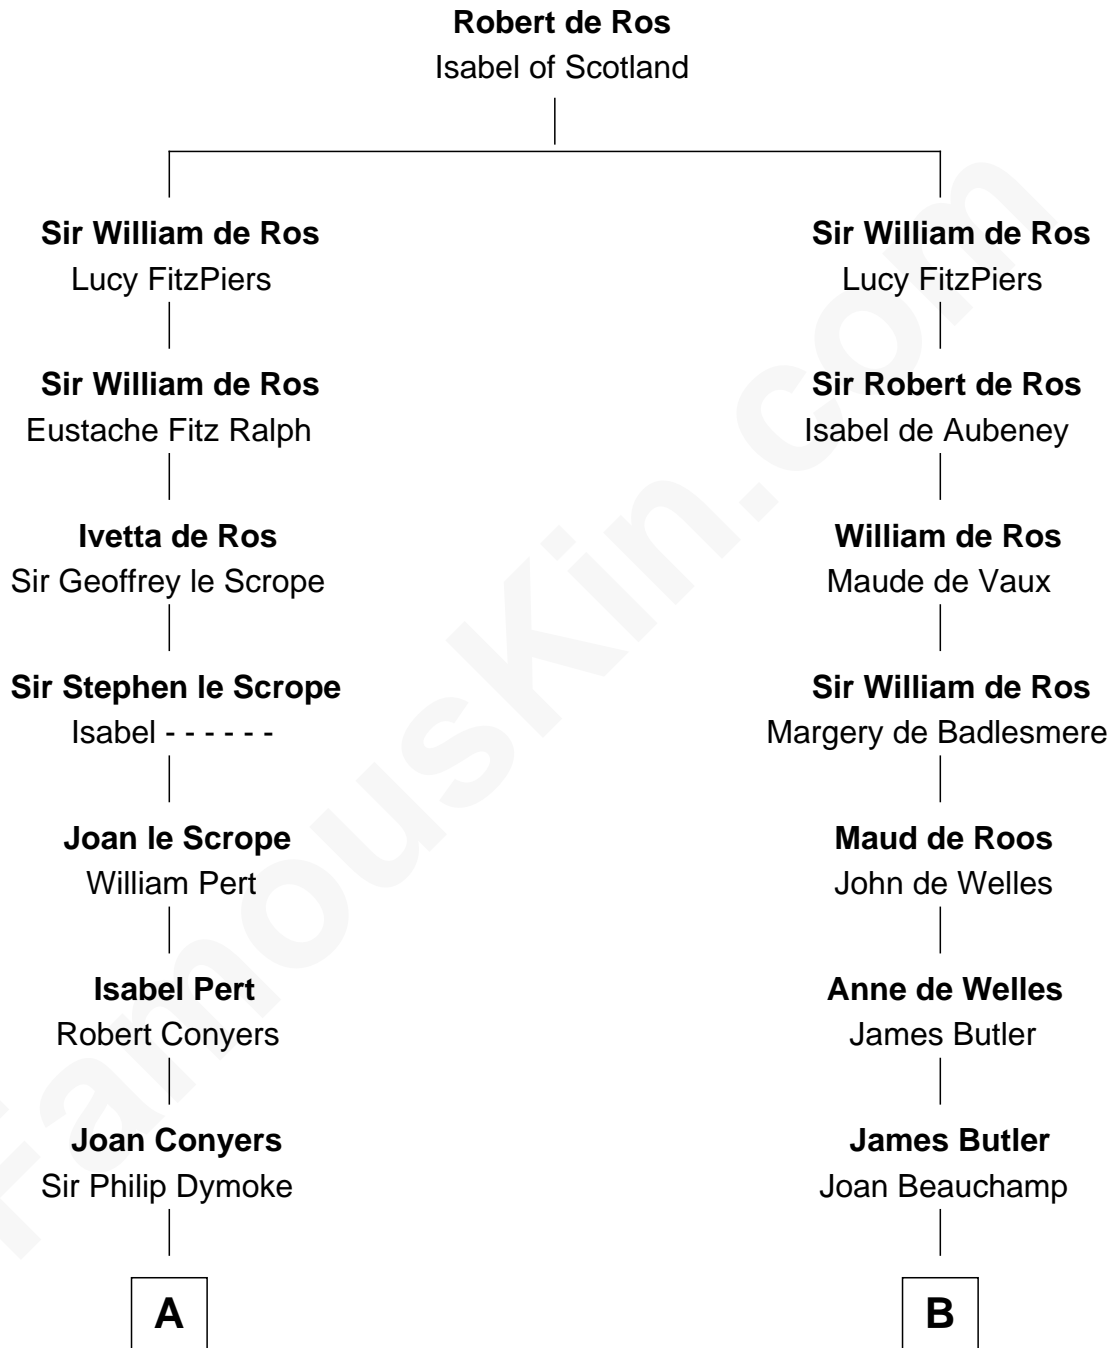 Robert de Ros
Isabel of Scotland
Sir William de Ros
Lucy FitzPiers
Sir William de Ros
Lucy FitzPiers
Sir William de Ros
Eustache Fitz Ralph
Sir Robert de Ros
Isabel de Aubeney
Ivetta de Ros
Sir Geoffrey le Scrope
William de Ros
Maude de Vaux
Sir Stephen le Scrope
Isabel - - - - - -
Sir William de Ros
Margery de Badlesmere
Joan le Scrope
William Pert
Maud de Roos
John de Welles
Isabel Pert
Robert Conyers
Anne de Welles
James Butler
Joan Conyers
Sir Philip Dymoke
James Butler
Joan Beauchamp
A
B
FamousKin.com